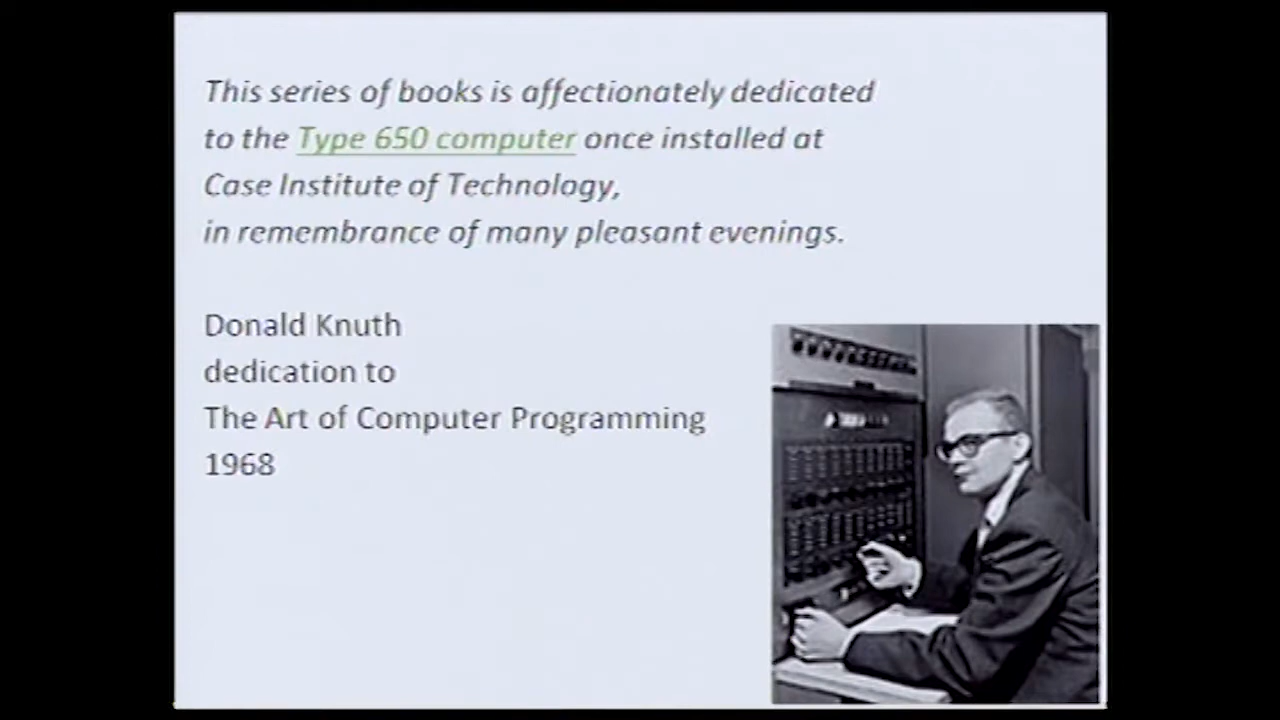 This series of books is affectionately dedicated
to the Type 650 computer once installed at
Case Institute of Technology,
in remembrance of many pleasant evenings.
Donald Knuth
dedication to
The Art of Computer Programming
1968